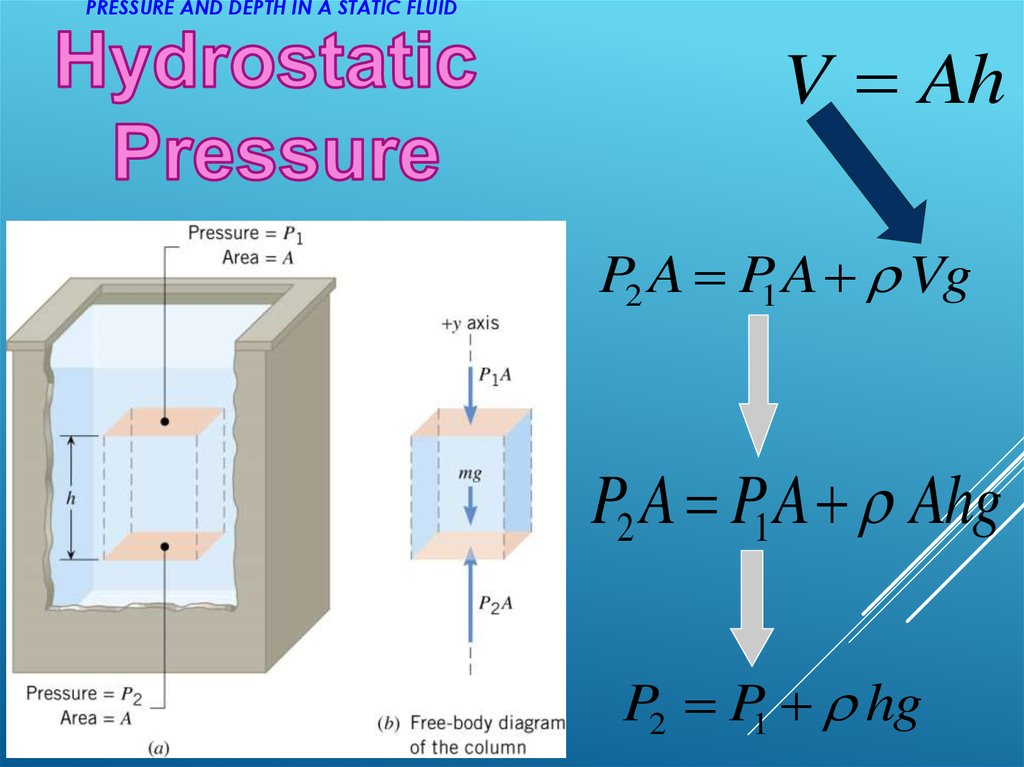 PRESSURE AND DEPTH IN A STATIC FLUID
Hydrostatic
Pressure
V = Ah
P₂A = P₁A + ρVg
P₂A = P₁A + ρ Ahg
P₂ = P₁ + ρhg
Pressure = P₁
Area = A
h
Pressure = P₂
Area = A
(a)
+y axis
P₁A
mg
P₂A
(b) Free-body diagram
of the column